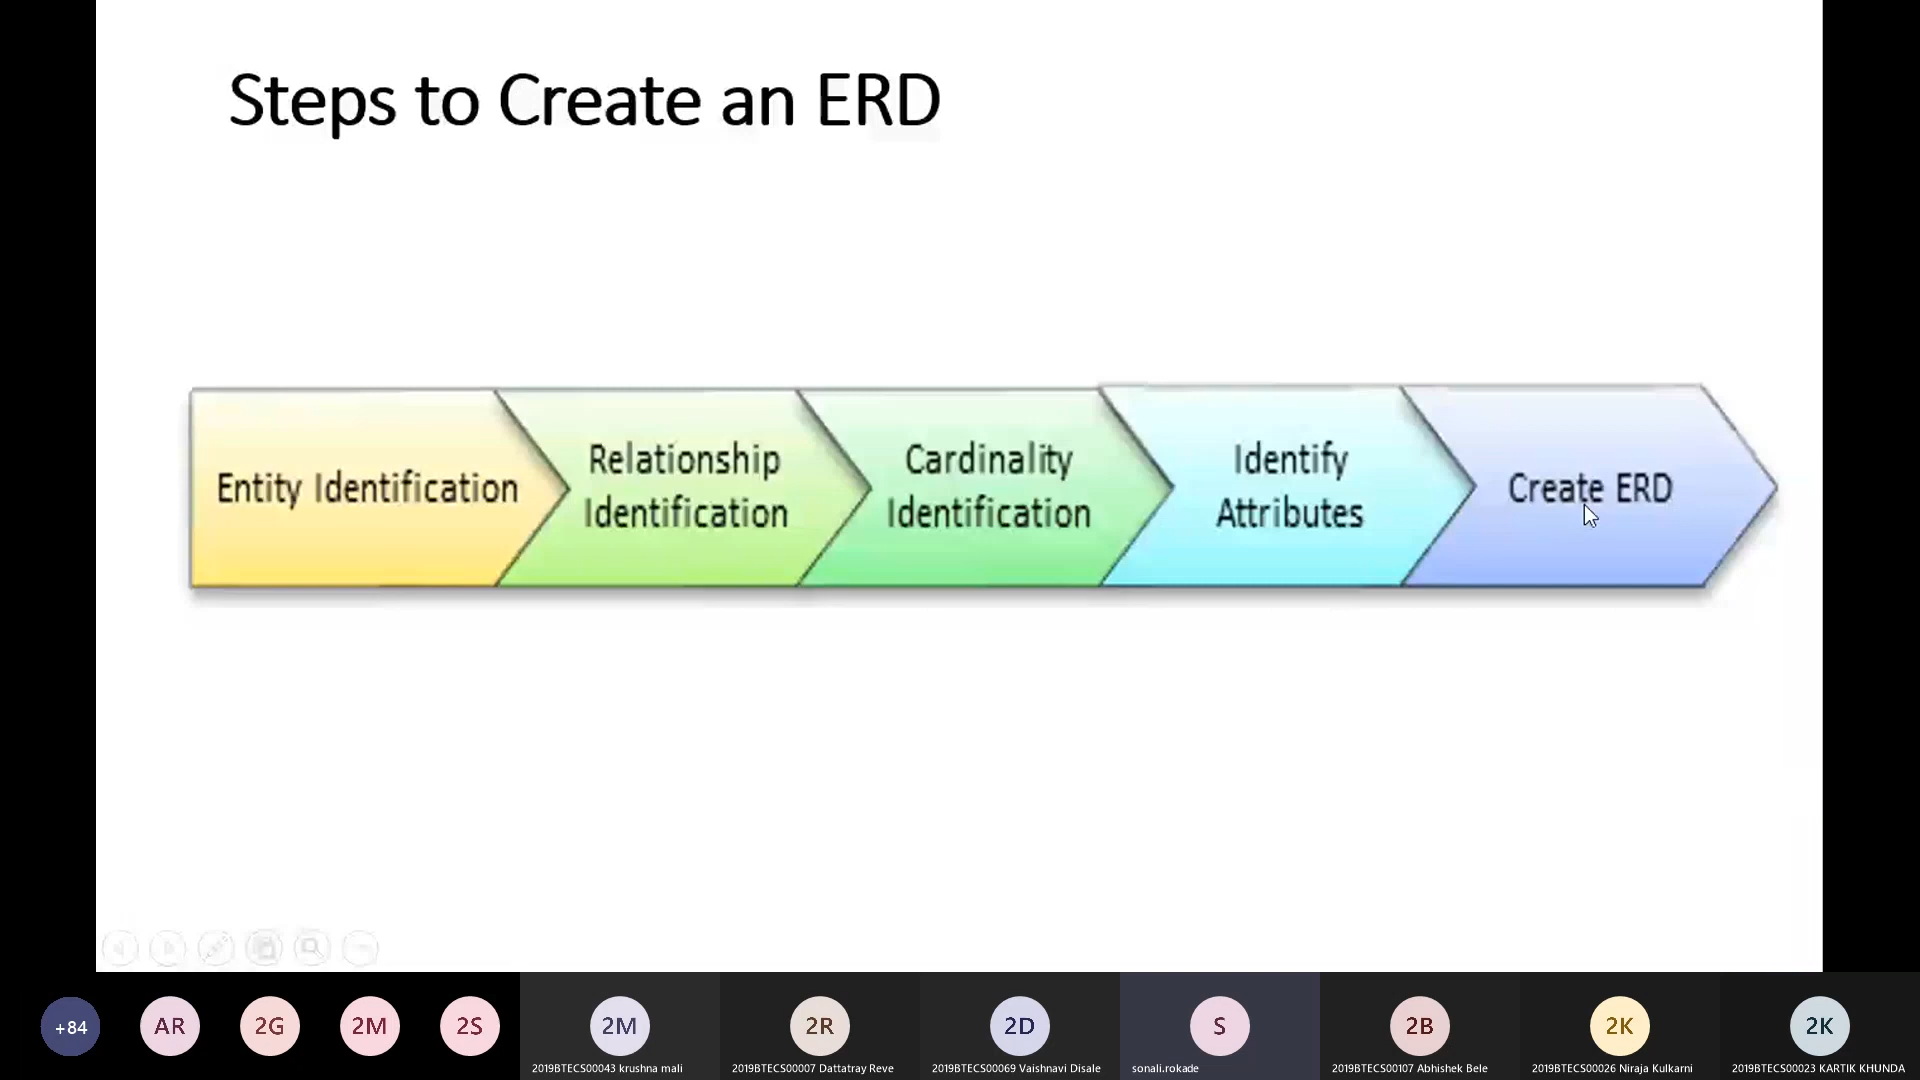 Steps to Create an ERD
Entity Identification
Relationship
Identification
Cardinality
Identification
Identify
Attributes
Create ERD
+84
AR
2G
2M
2S
2M
2R
2D
S
2B
2K
2K
2019BTECS00043 krushna mali
2019BTECS00007 Dattatray Reve
2019BTECS00069 Vaishnavi Disale
sonali.rokade
2019BTECS00107 Abhishek Bele
2019BTECS00026 Niraja Kulkarni
2019BTECS00023 KARTIK KHUNDA